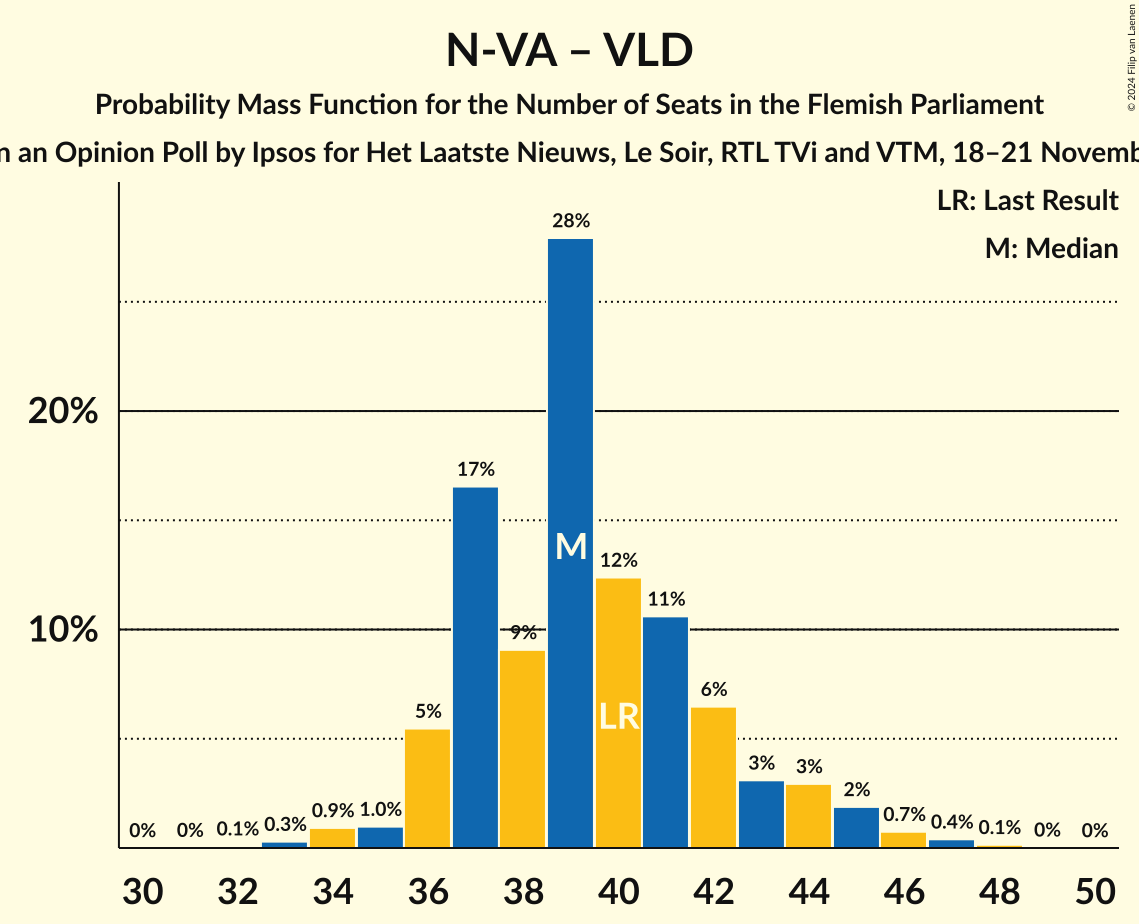 N-VA – VLD
© 2024 Filip van Laenen
Probability Mass Function for the Number of Seats in the Flemish Parliament
an Opinion Poll by Ipsos for Het Laatste Nieuws, Le Soir, RTL TVi and VTM, 18–21
LR: Last Result
M: Median
28%
20%
17%
M
12%
11%
10%
9%
6%
LR
5%
3%
3%
2%
0%
0%
0.1%
0.3%
0.9%
1.0%
0.7%
0.4%
0.1%
0%
0%
30 32 34 36 38 40 42 44 46 48 50